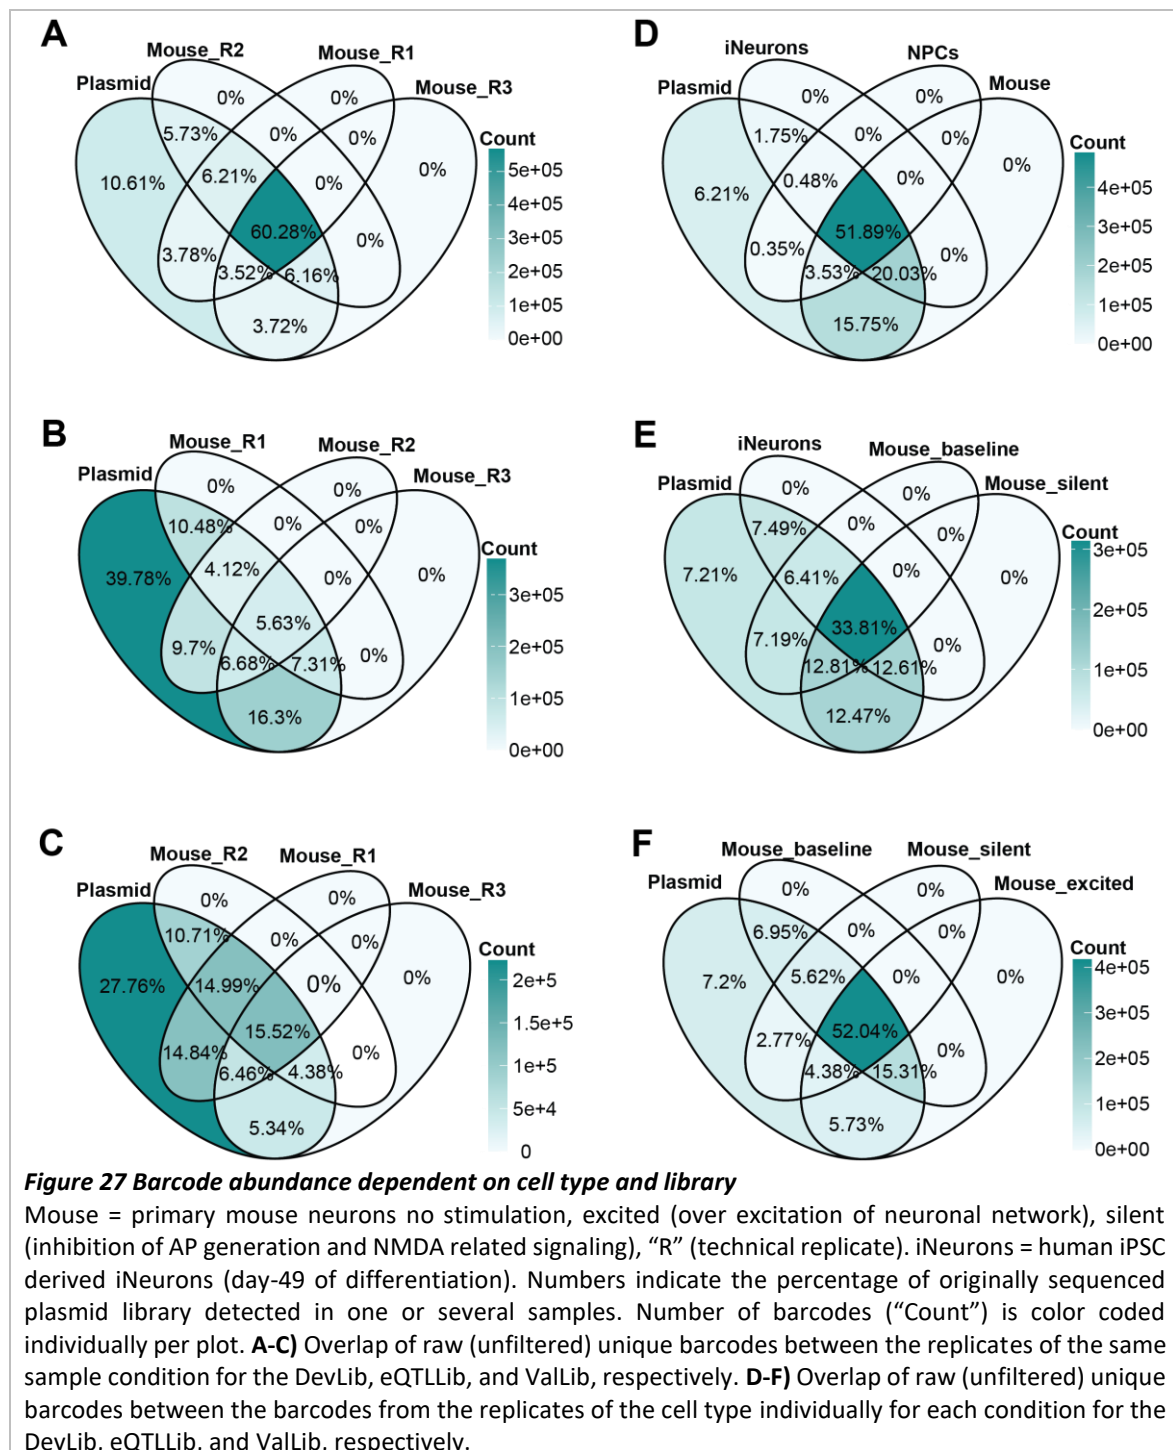 A
Mouse_R2
Mouse_R1
Plasmid
Mouse_R3
0%
0%
5.73%
0%
0%
0%
10.61%
6.21%
0%
60.28%
0%
3.78%
3.52%
6.16%
3.72%
Count
5e+05
4e+05
3e+05
2e+05
1e+05
0e+00
D
iNeurons
NPCs
Plasmid
Mouse
0%
0%
1.75%
0%
0%
0%
6.21%
0.48%
0%
51.89%
0%
0.35%
3.53%
20.03%
15.75%
Count
4e+05
3e+05
2e+05
1e+05
0e+00
B
Mouse_R1
Mouse_R2
Plasmid
Mouse_R3
0%
0%
10.48%
0%
0%
39.78%
4.12%
0%
0%
5.63%
9.7%
6.68%
7.31%
0%
16.3%
Count
3e+05
2e+05
1e+05
0e+00
E
iNeurons
Mouse_baseline
Plasmid
Mouse_silent
0%
0%
7.49%
0%
0%
7.21%
6.41%
0%
0%
33.81%
7.19%
12.81%
12.61%
0%
12.47%
Count
3e+05
2e+05
1e+05
0e+00
C
Mouse_R2
Mouse_R1
Plasmid
Mouse_R3
0%
0%
10.71%
0%
0%
27.76%
14.99%
0%
0%
15.52%
14.84%
6.46%
4.38%
0%
5.34%
Count
2e+5
1.5e+5
1e+5
5e+4
0
F
Mouse_baseline
Mouse_silent
Plasmid
Mouse_excited
0%
0%
6.95%
0%
0%
7.2%
5.62%
0%
0%
52.04%
2.77%
4.38%
15.31%
0%
5.73%
Count
4e+05
3e+05
2e+05
1e+05
0e+00
Figure 27 Barcode abundance dependent on cell type and library
Mouse = primary mouse neurons no stimulation, excited (over excitation of neuronal network), silent
(inhibition of AP generation and NMDA related signaling), “R” (technical replicate). iNeurons = human iPSC
derived iNeurons (day-49 of differentiation). Numbers indicate the percentage of originally sequenced
plasmid library detected in one or several samples. Number of barcodes (“Count”) is color coded
individually per plot. A-C) Overlap of raw (unfiltered) unique barcodes between the replicates of the same
sample condition for the DevLib, eQTLLib, and ValLib, respectively. D-F) Overlap of raw (unfiltered) unique
barcodes between the barcodes from the replicates of the cell type individually for each condition for the
DevLib, eQTLLib, and ValLib, respectively.